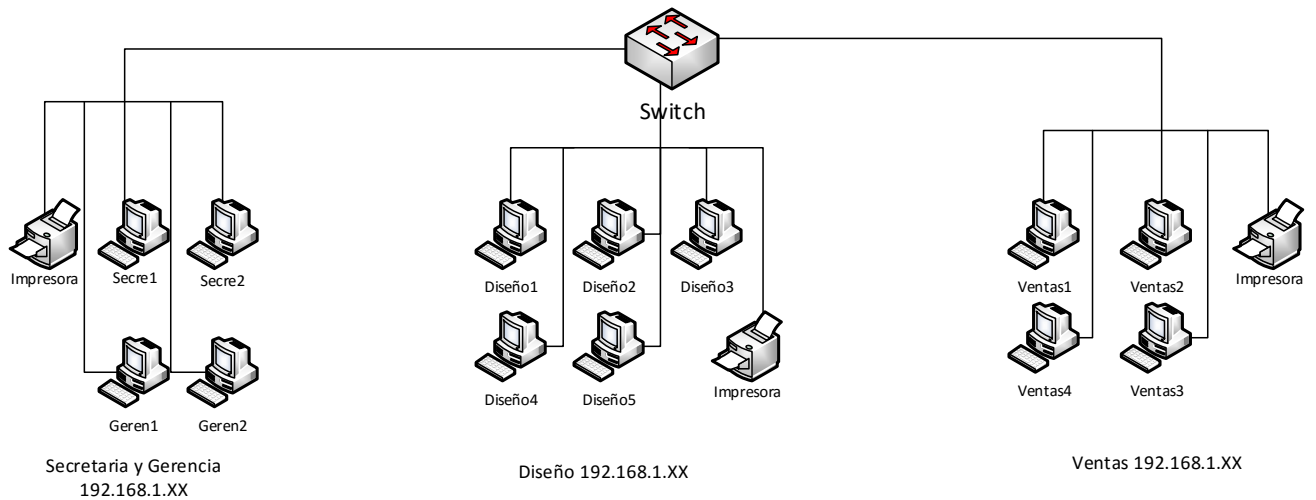 Switch
Impresora
Secre1
Secre2
Geren1
Geren2
Secretaria y Gerencia
192.168.1.XX
Diseño1
Diseño2
Diseño3
Diseño4
Diseño5
Impresora
Diseño 192.168.1.XX
Ventas1
Ventas2
Impresora
Ventas4
Ventas3
Ventas 192.168.1.XX